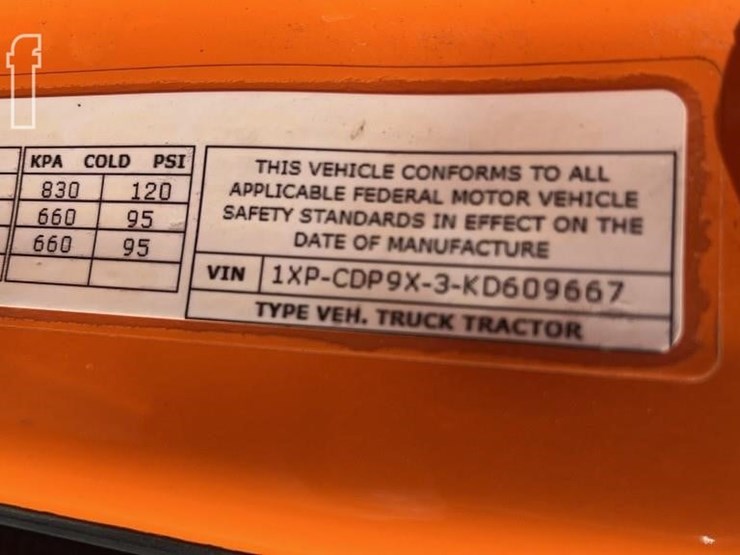 f
KPA COLD PSI
830 120
660 95
660 95
THIS VEHICLE CONFORMS TO ALL
APPLICABLE FEDERAL MOTOR VEHICLE
SAFETY STANDARDS IN EFFECT ON THE
DATE OF MANUFACTURE
VIN 1XP-CDP9X-3-KD609667
TYPE VEH. TRUCK TRACTOR